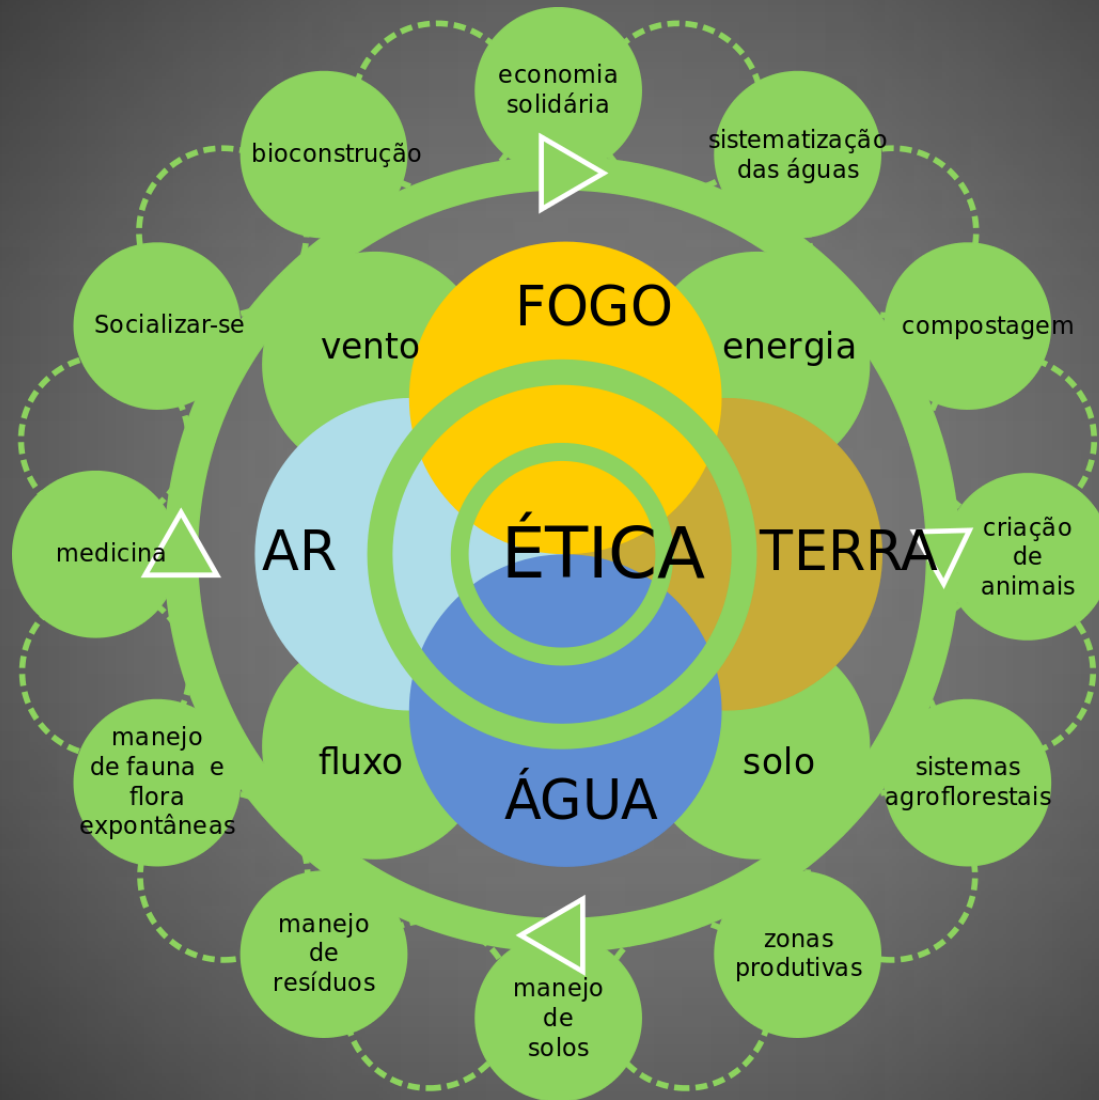 economia
solidária
bioconstrução
sistematização
das águas
Socializar-se
compostagem
FOGO
vento
energia
medicina
AR
ÉTICA
TERRA
criação
de
animais
fluxo
solo
ÁGUA
manejo
de fauna  e
flora
expontâneas
sistemas
agroflorestais
manejo
de
resíduos
zonas
produtivas
manejo
de
solos